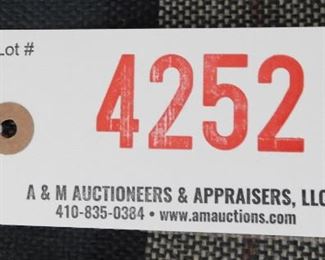 Lot #
4252
A & M AUCTIONEERS & APPRAISERS, LLC
410-835-0384 • www.amauctions.com